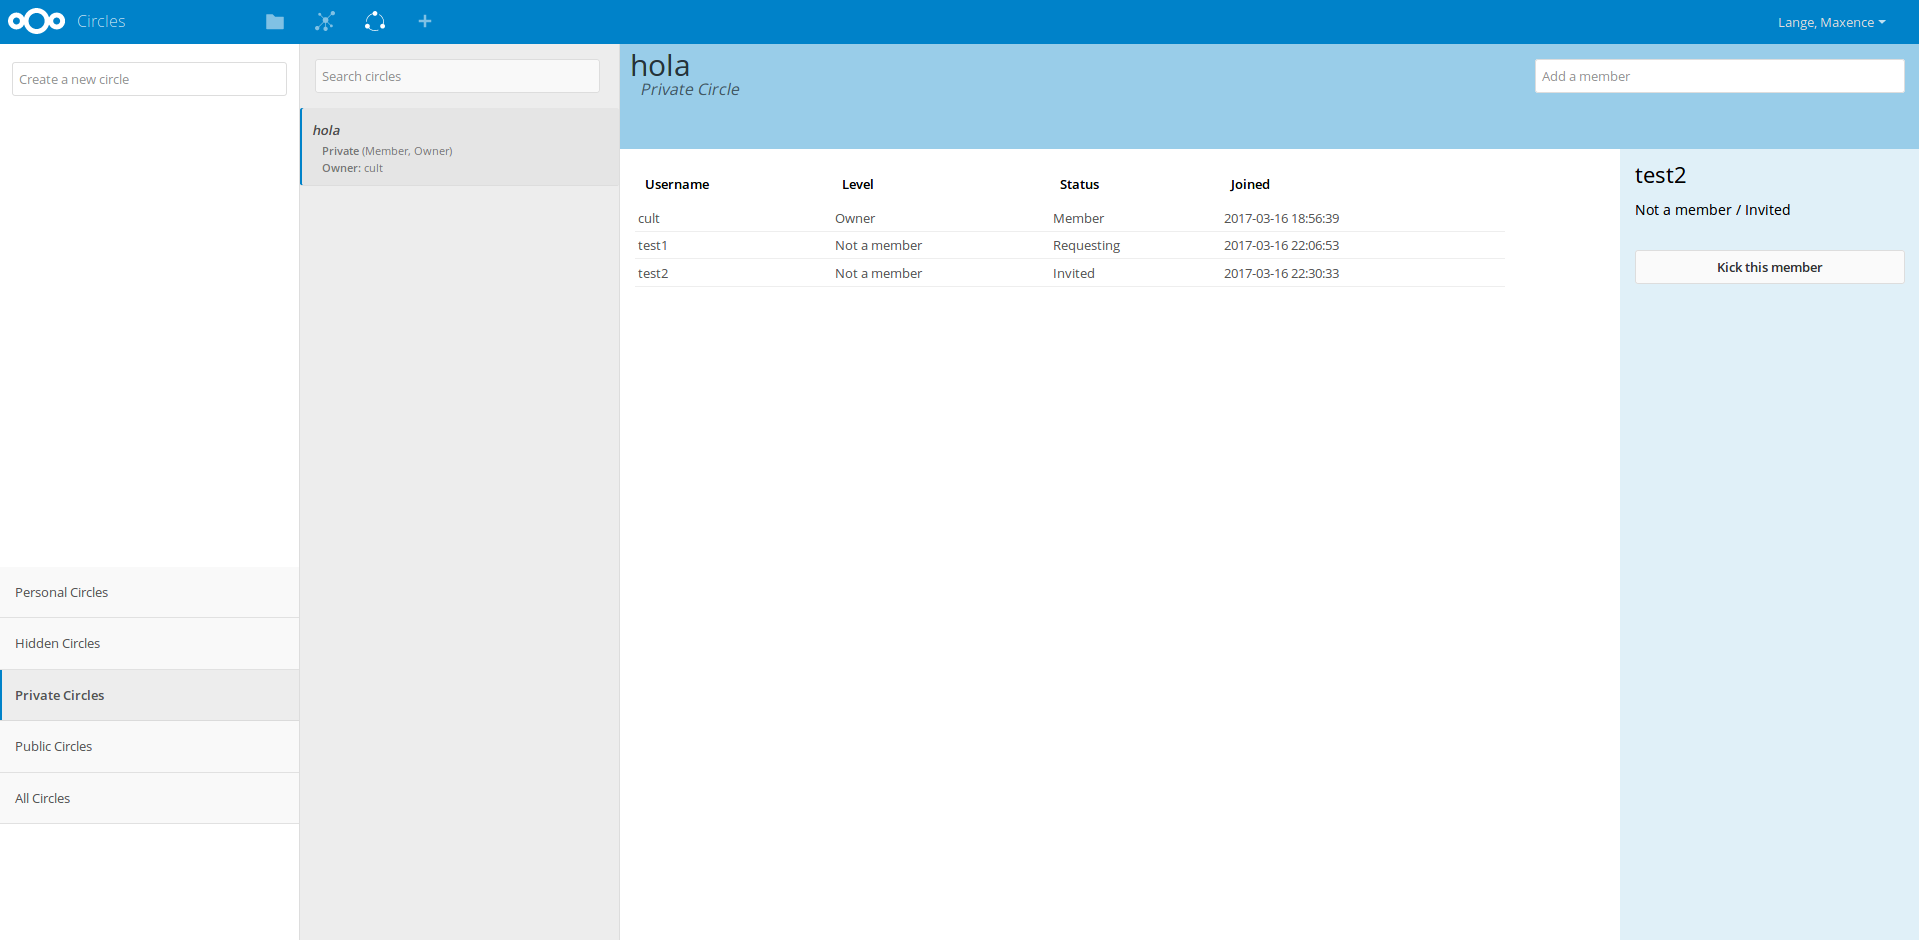 Circles
Lange, Maxence
Create a new circle
Personal Circles
Hidden Circles
Private Circles
Public Circles
All Circles
Search circles
hola
Private (Member, Owner)
Owner: cult
hola
Private Circle
Add a member
Username Level Status Joined
cult Owner Member 2017-03-16 18:56:39
test1 Not a member Requesting 2017-03-16 22:06:53
test2 Not a member Invited 2017-03-16 22:30:33
test2
Not a member / Invited
Kick this member